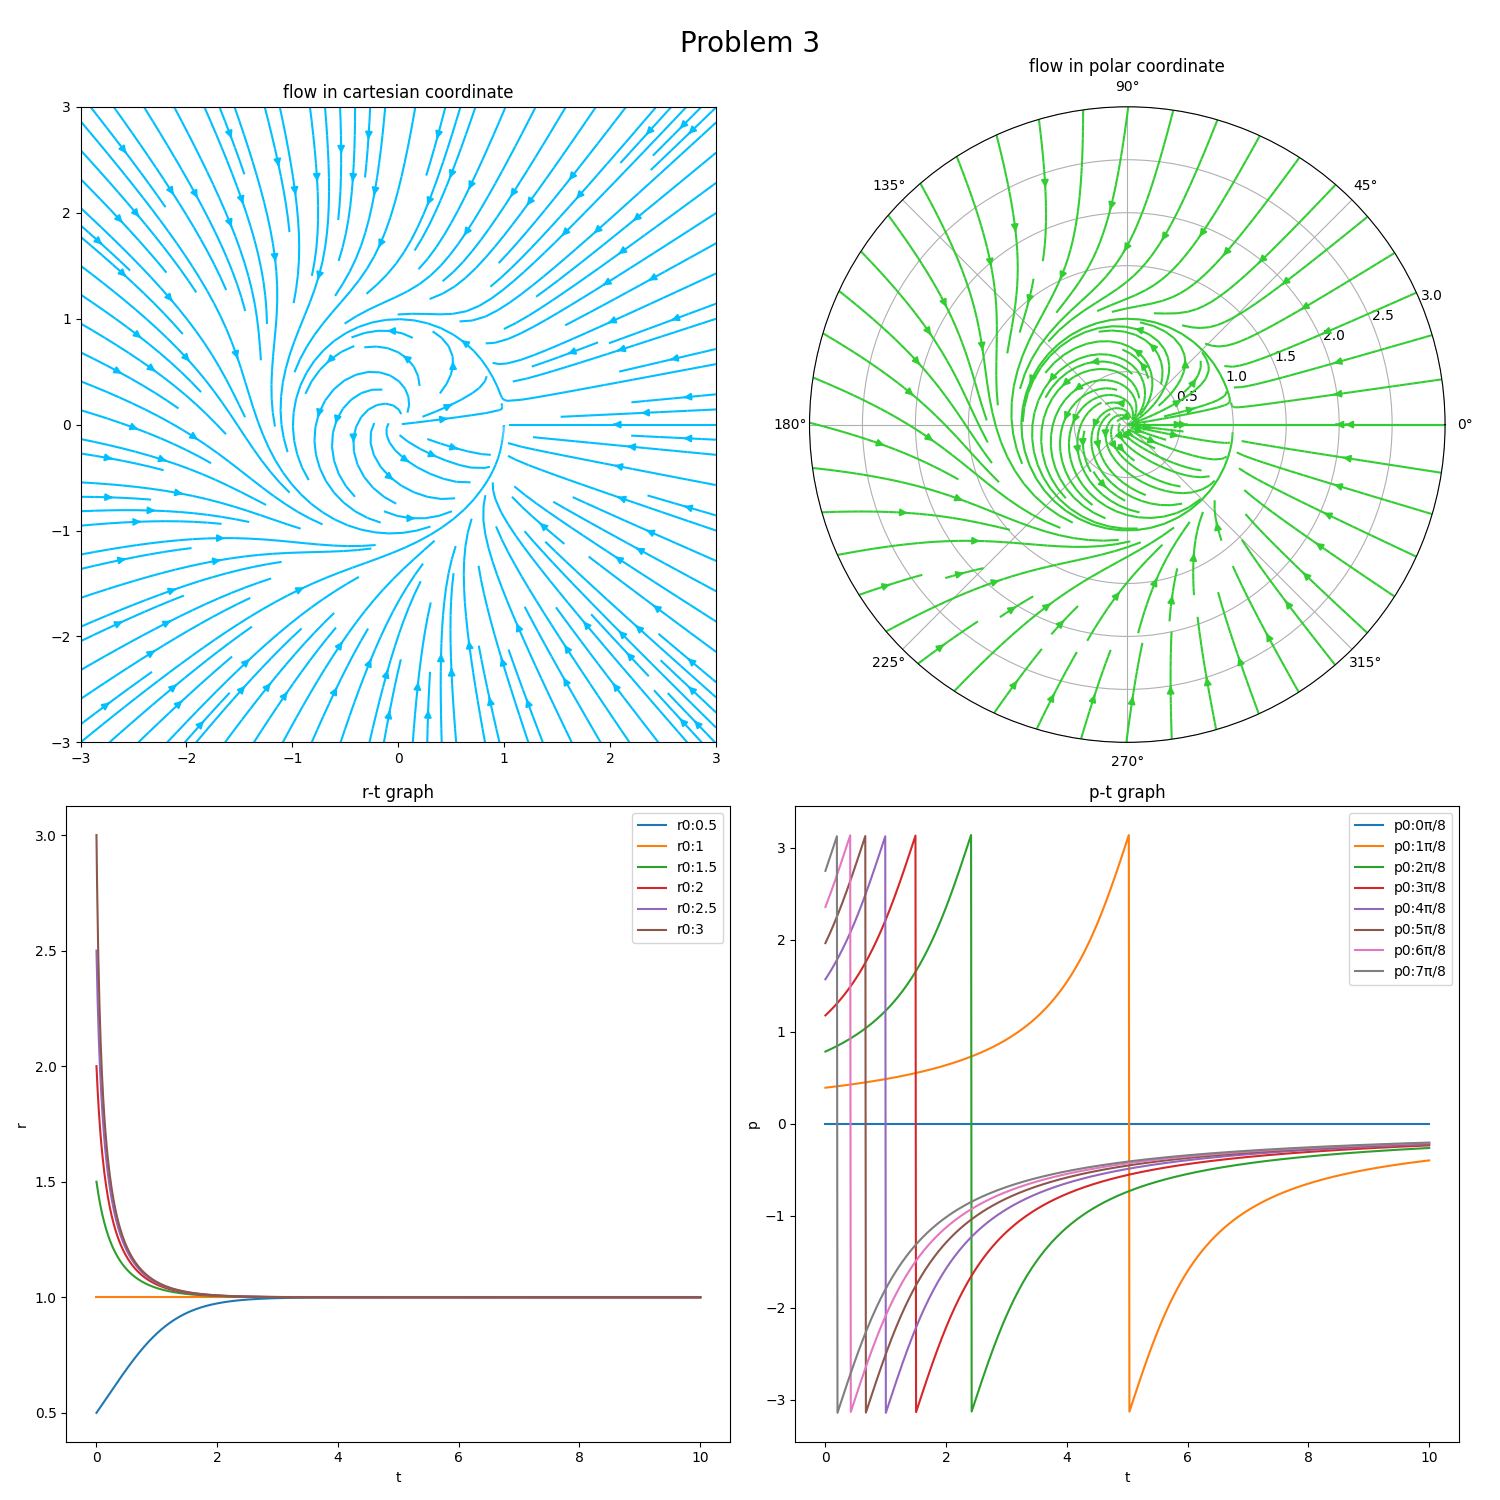 Problem 3
flow in cartesian coordinate
3
2
1
0
−1
−2
−3
−3 −2 −1 0 1 2 3
flow in polar coordinate
90°
135° 45°
3.0
2.5
2.0
1.5
1.0
0.5
180° 0°
225° 315°
270°
r-t graph
r0:0.5
r0:1
r0:1.5
r0:2
r0:2.5
r0:3
3.0
2.5
2.0
1.5
1.0
0.5
r
0 2 4 6 8 10
t
p-t graph
p0:0π/8
p0:1π/8
p0:2π/8
p0:3π/8
p0:4π/8
p0:5π/8
p0:6π/8
p0:7π/8
3
2
1
0
−1
−2
−3
p
0 2 4 6 8 10
t